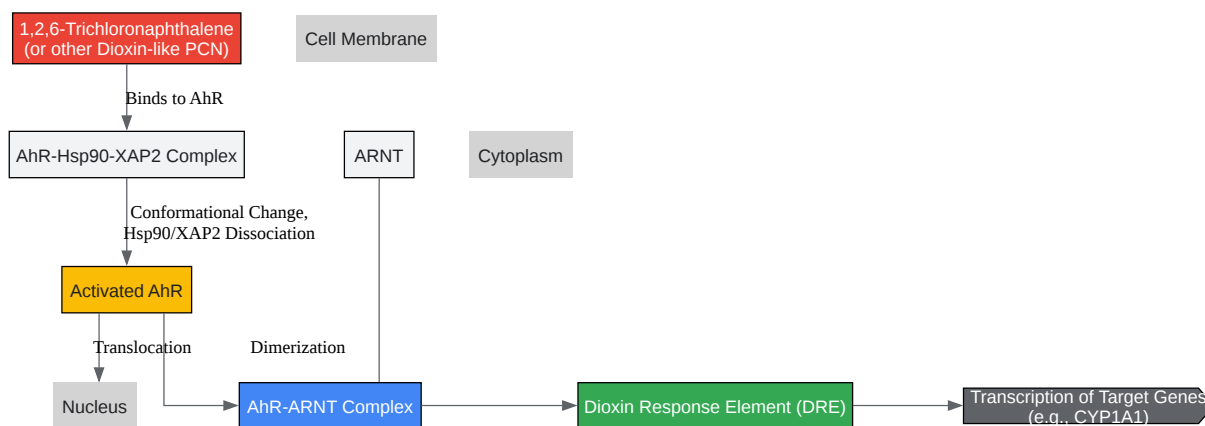 1,2,6-Trichloronaphthalene
(or other Dioxin-like PCN)
Cell Membrane
Binds to AhR
AhR-Hsp90-XAP2 Complex
ARNT
Cytoplasm
Conformational Change,
Hsp90/XAP2 Dissociation
Activated AhR
Translocation
Dimerization
Nucleus
AhR-ARNT Complex
Dioxin Response Element (DRE)
Transcription of Target Genes
(e.g., CYP1A1)